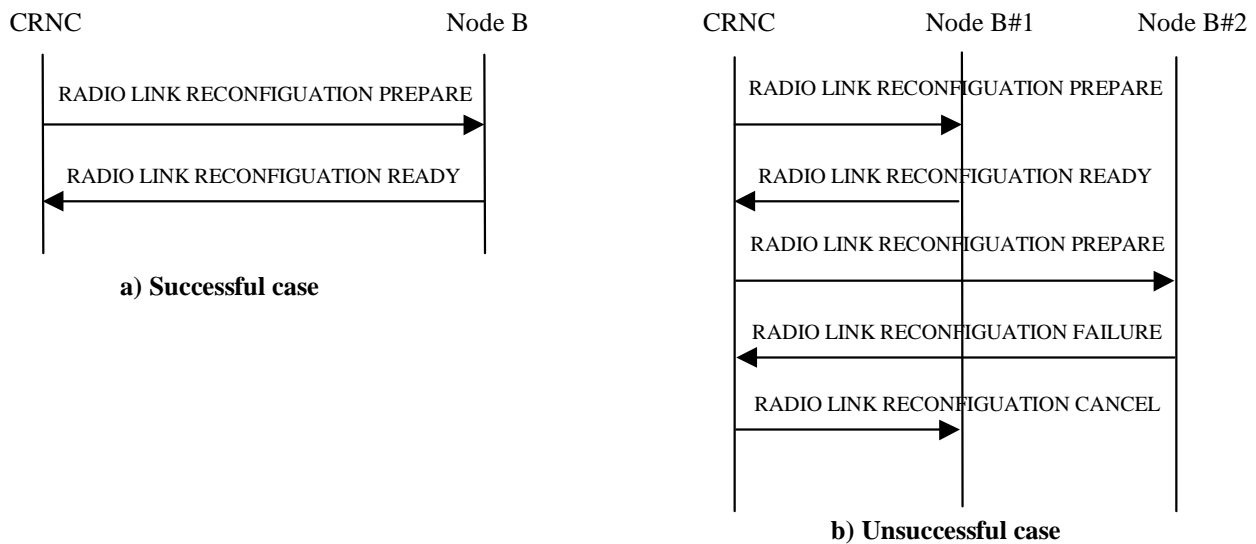 CRNC
Node B
RADIO LINK RECONFIGUATION PREPARE
RADIO LINK RECONFIGUATION READY
a) Successful case
CRNC
Node B#1
Node B#2
RADIO LINK RECONFIGUATION PREPARE
RADIO LINK RECONFIGUATION READY
RADIO LINK RECONFIGUATION PREPARE
RADIO LINK RECONFIGUATION FAILURE
RADIO LINK RECONFIGUATION CANCEL
b) Unsuccessful case